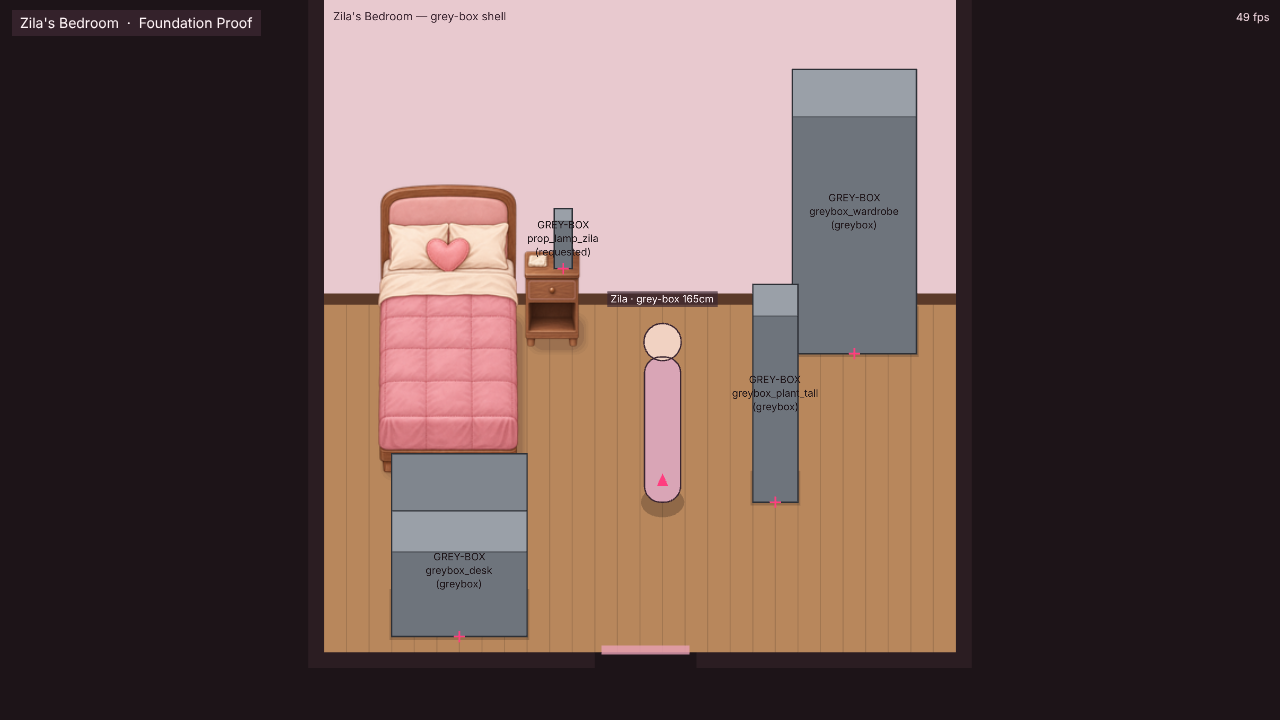 Zila's Bedroom · Foundation Proof
Zila's Bedroom — grey-box shell
49 fps
GREY-BOX
greybox_wardrobe
(greybox)
GREY-BOX
prop_lamp_zila
(requested)
Zila · grey-box 165cm
GREY-BOX
greybox_plant_tall
(greybox)
GREY-BOX
greybox_desk
(greybox)